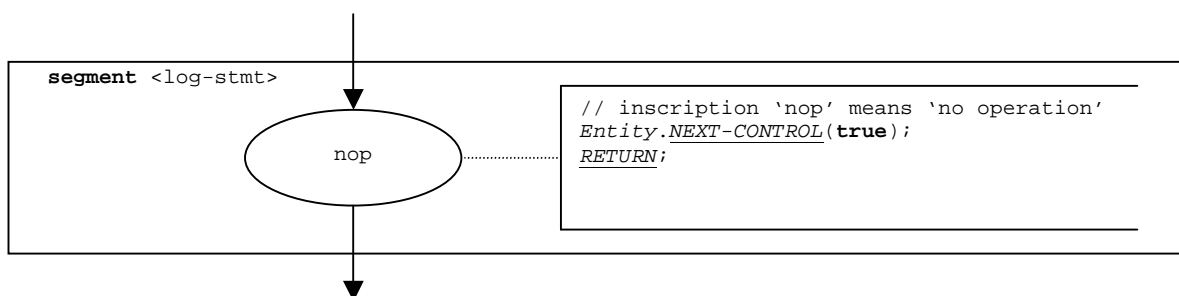 segment <log-stmt>
nop
// inscription ‘nop’ means ‘no operation’
Entity.NEXT-CONTROL(true);
RETURN;